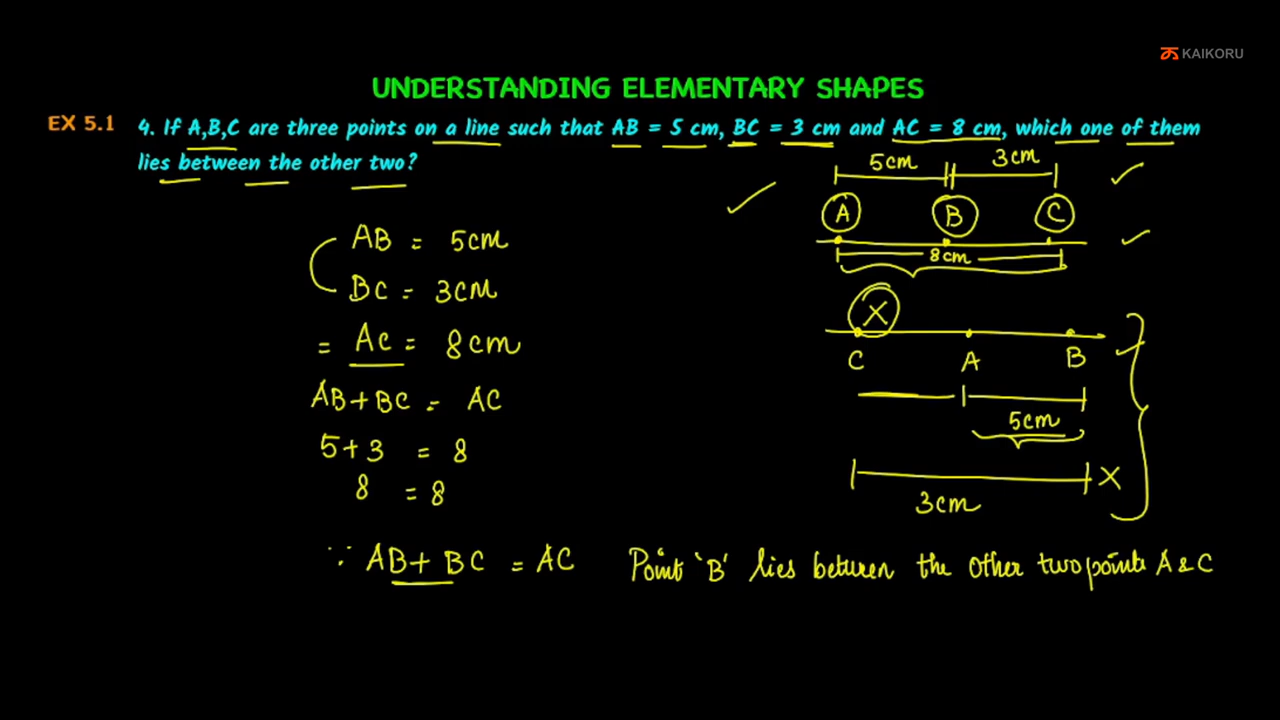 KAIKORU
UNDERSTANDING ELEMENTARY SHAPES
EX 5.1
4. If A,B,C are three points on a line such that AB = 5 cm, BC = 3 cm and AC = 8 cm, which one of them
lies between the other two?
5cm 3cm
A B C
8cm
AB = 5cm
BC = 3cm
= AC = 8cm
AB+BC = AC
5+3 = 8
8 = 8
X
C A B
5cm
X
3cm
∵ AB+BC = AC Point 'B' lies between the other two points A & C